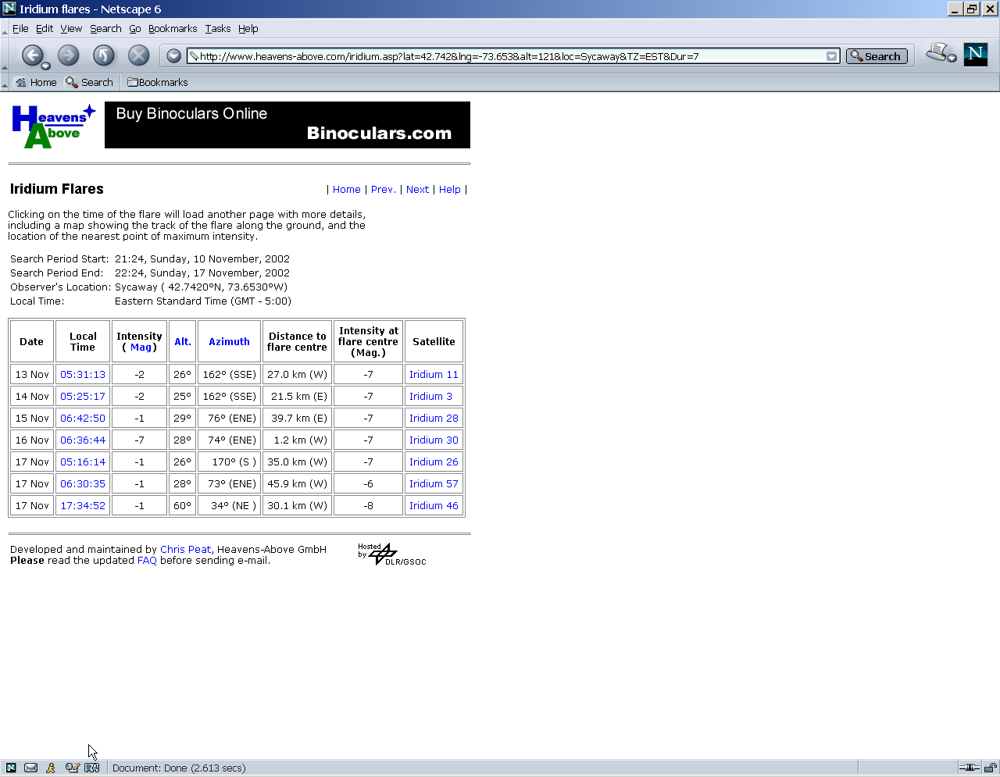 Iridium flares - Netscape 6
File Edit View Search Go Bookmarks Tasks Help
http://www.heavens-above.com/iridium.asp?lat=42.742&lng=-73.653&alt=121&loc=Sycaway&TZ=EST&Dur=7 Search N
Home Search Bookmarks
Heavens Above
Buy Binoculars Online
Binoculars.com
Iridium Flares | Home | Prev. | Next | Help |
Clicking on the time of the flare will load another page with more details,
including a map showing the track of the flare along the ground, and the
location of the nearest point of maximum intensity.
Search Period Start: 21:24, Sunday, 10 November, 2002
Search Period End: 22:24, Sunday, 17 November, 2002
Observer's Location: Sycaway ( 42.7420°N, 73.6530°W)
Local Time: Eastern Standard Time (GMT - 5:00)
Date Local Time Intensity ( Mag) Alt. Azimuth Distance to flare centre Intensity at flare centre (Mag.) Satellite
13 Nov 05:31:13 -2 26° 162° (SSE) 27.0 km (W) -7 Iridium 11
14 Nov 05:25:17 -2 25° 162° (SSE) 21.5 km (E) -7 Iridium 3
15 Nov 06:42:50 -1 29° 76° (ENE) 39.7 km (E) -7 Iridium 28
16 Nov 06:36:44 -7 28° 74° (ENE) 1.2 km (W) -7 Iridium 30
17 Nov 05:16:14 -1 26° 170° (S ) 35.0 km (W) -7 Iridium 26
17 Nov 06:30:35 -1 28° 73° (ENE) 45.9 km (W) -6 Iridium 57
17 Nov 17:34:52 -1 60° 34° (NE ) 30.1 km (W) -8 Iridium 46
Developed and maintained by Chris Peat, Heavens-Above GmbH
Please read the updated FAQ before sending e-mail.
Hosted
by
DLR/GSOC
Document: Done (2.613 secs)